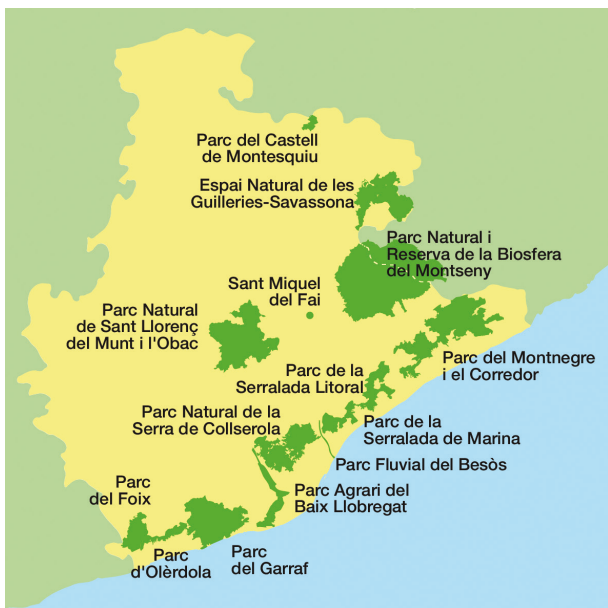 Parc del Castell
de Montesquiu
Espai Natural de les
Guilleries-Savassona
Parc Natural i
Reserva de la Biosfera
del Montseny
Sant Miquel
del Fai
Parc Natural
de Sant Llorenç
del Munt i l'Obac
Parc del Montnegre
i el Corredor
Parc de la
Serralada Litoral
Parc Natural de la
Serra de Collserola
Parc de la
Serralada de Marina
Parc Fluvial del Besòs
Parc
del Foix
Parc Agrari del
Baix Llobregat
Parc
d'Olèrdola
Parc
del Garraf